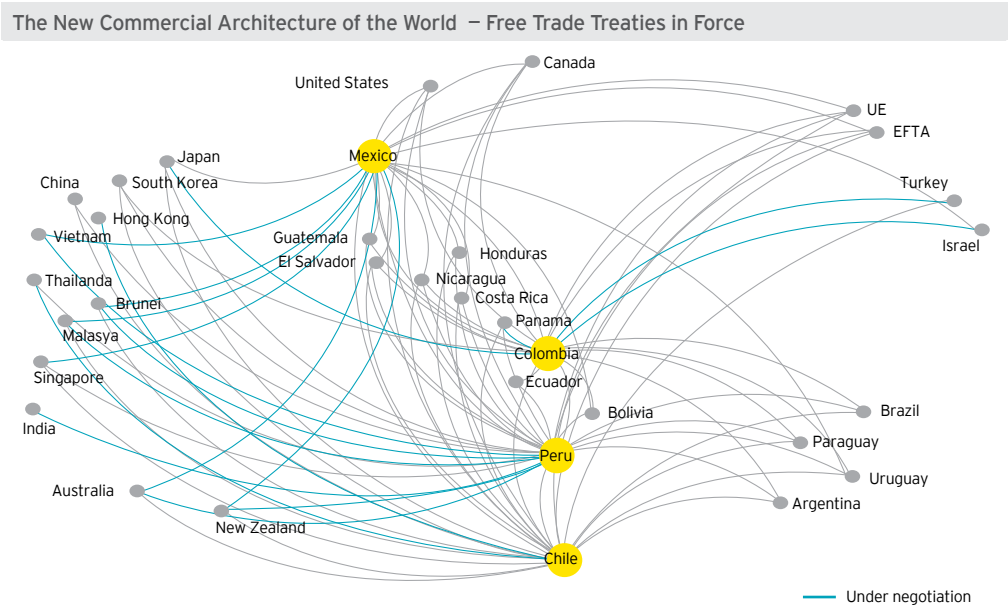 The New Commercial Architecture of the World – Free Trade Treaties in Force
Canada
United States
UE
EFTA
Mexico
Japan
China
South Korea
Turkey
Hong Kong
Vietnam
Guatemala
Israel
El Salvador
Honduras
Thailanda
Nicaragua
Brunei
Costa Rica
Malasya
Panama
Colombia
Singapore
Ecuador
India
Bolivia
Brazil
Paraguay
Peru
Uruguay
Australia
Argentina
New Zealand
Chile
Under negotiation